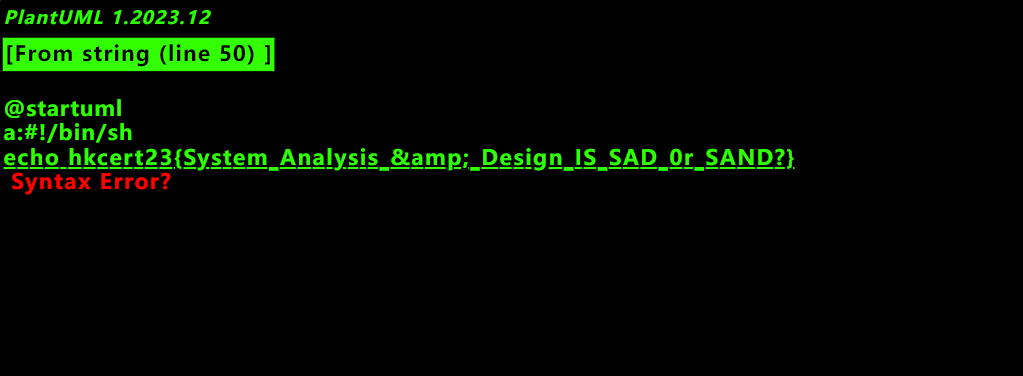 PlantUML 1.2023.12
[From string (line 50) ]
@startuml
a:#!/bin/sh
echo hkcert23{System_Analysis_&amp;_Design_IS_SAD_0r_SAND?}
Syntax Error?